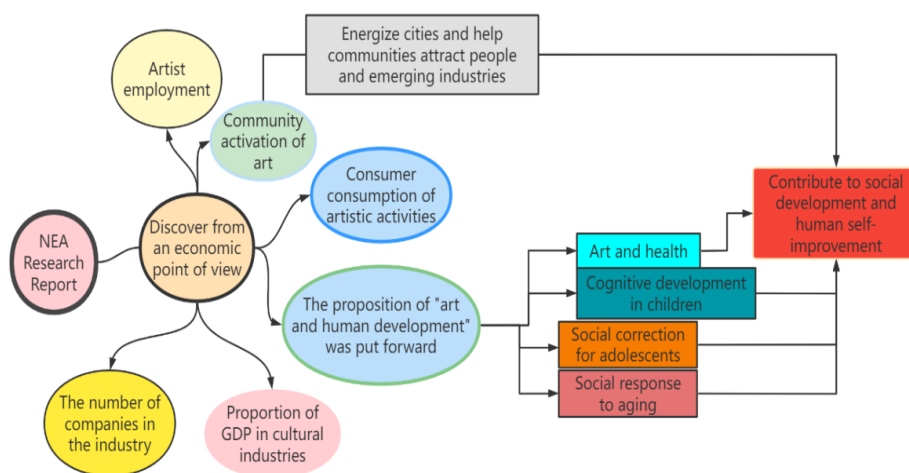 Energize cities and help
communities attract people
and emerging industries
Artist
employment
Community
activation of
art
Consumer
consumption of
artistic activities
Contribute to social
development and
human self-
improvement
NEA
Research
Report
Discover from
an economic
point of view
Art and health
Cognitive development
in children
The proposition of "art
and human development"
was put forward
Social correction
for adolescents
Social response
to aging
The number of
companies in
the industry
Proportion of
GDP in cultural
industries